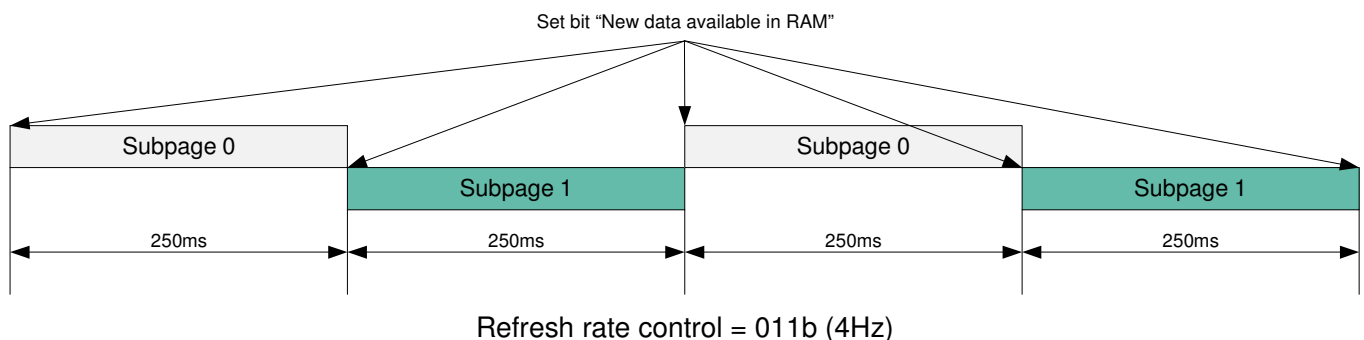 Set bit “New data available in RAM”
Subpage 0
Subpage 0
Subpage 1
Subpage 1
250ms
250ms
250ms
250ms
Refresh rate control = 011b (4Hz)